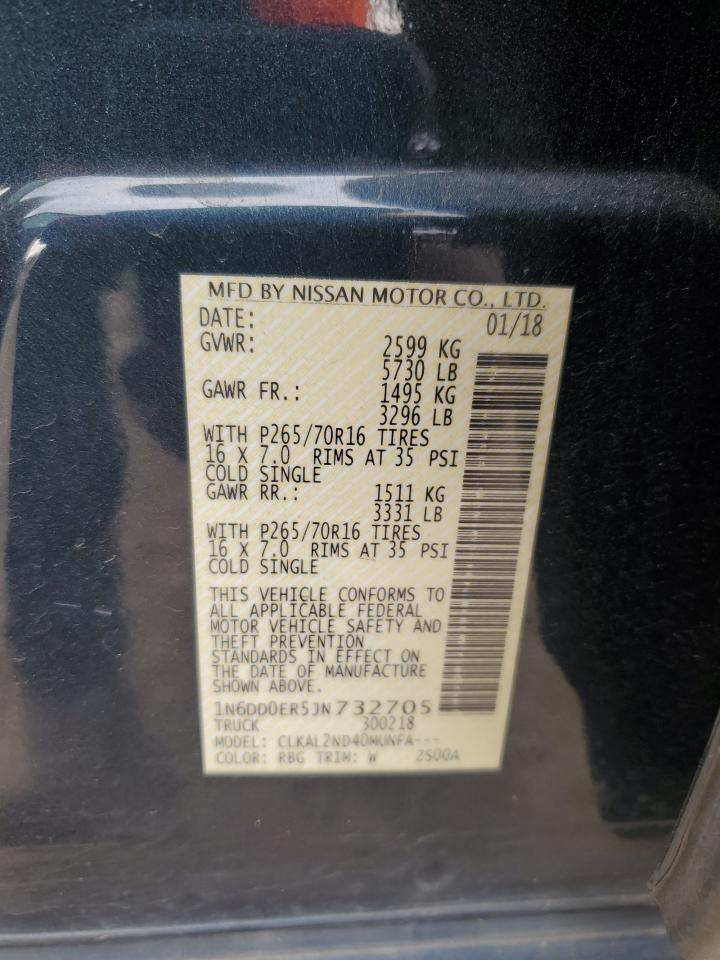 MFD BY NISSAN MOTOR CO., LTD.
DATE: 01/18
GVWR: 2599 KG
5730 LB
GAWR FR.: 1495 KG
3296 LB
WITH P265/70R16 TIRES
16 X 7.0 RIMS AT 35 PSI
COLD SINGLE
GAWR RR.: 1511 KG
3331 LB
WITH P265/70R16 TIRES
16 X 7.0 RIMS AT 35 PSI
COLD SINGLE
THIS VEHICLE CONFORMS TO
ALL APPLICABLE FEDERAL
MOTOR VEHICLE SAFETY AND
THEFT PREVENTION
STANDARDS IN EFFECT ON
THE DATE OF MANUFACTURE
SHOWN ABOVE.
1N6DD0ER5JN732705
TRUCK 300218
MODEL: CLKAL2ND40MUNFA---
COLOR: RBG TRIM: W 2S00A